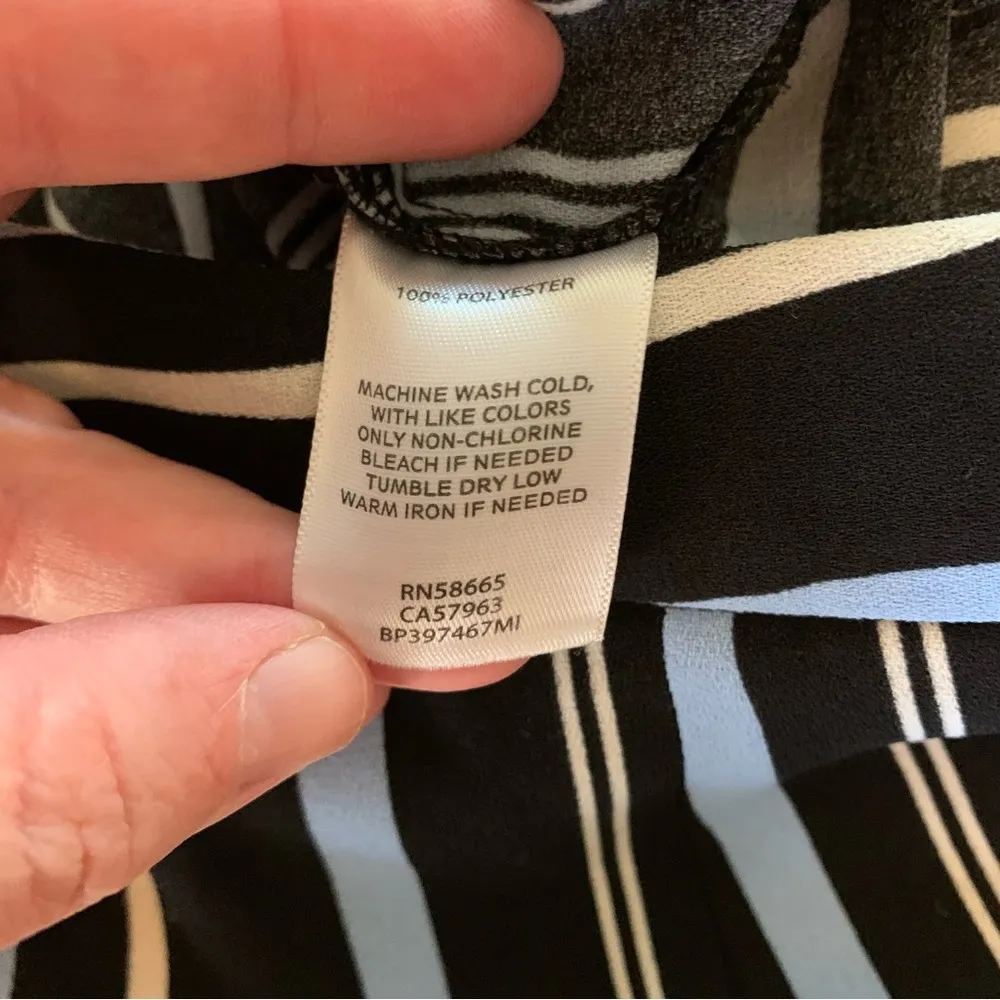 100% POLYESTER
MACHINE WASH COLD,
WITH LIKE COLORS
ONLY NON-CHLORINE
BLEACH IF NEEDED
TUMBLE DRY LOW
WARM IRON IF NEEDED
RN58665
CA57963
BP397467MI